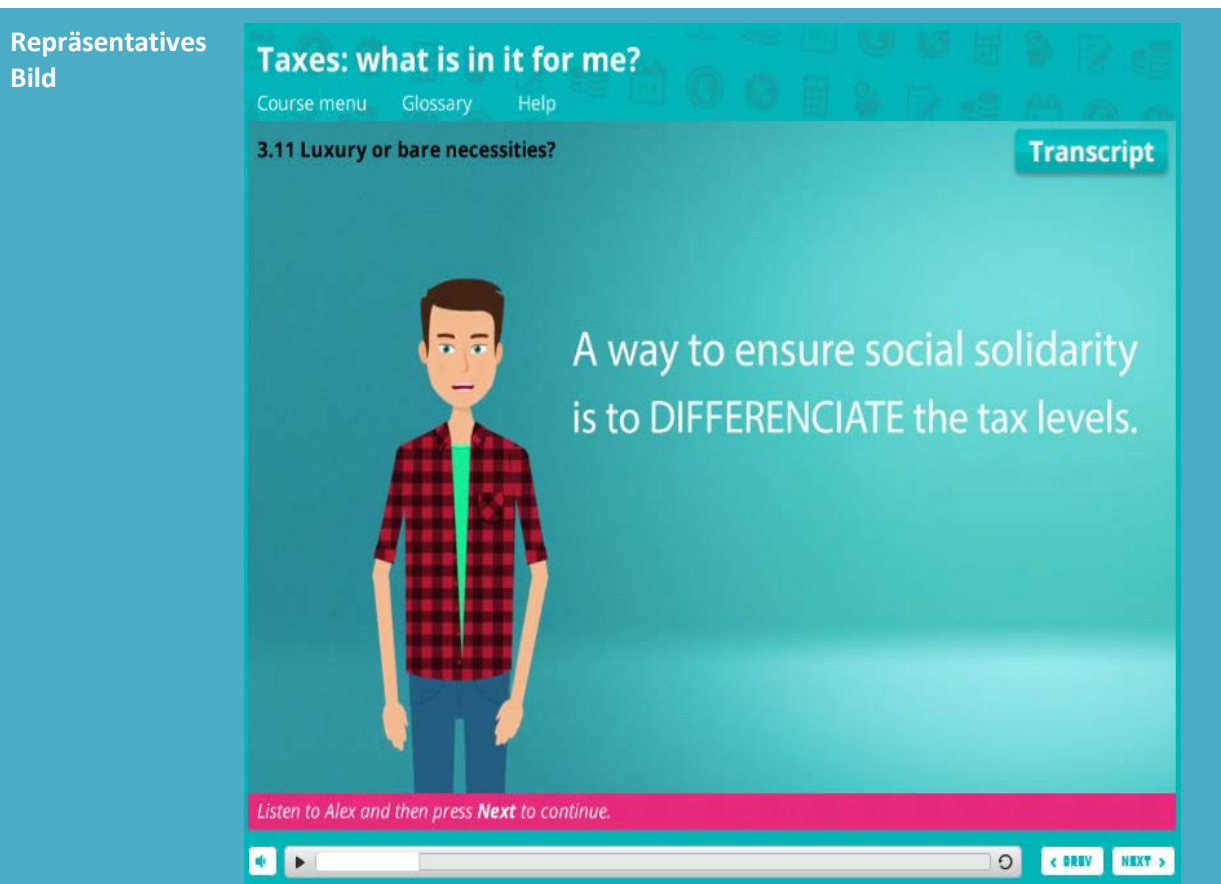 Repräsentatives
Bild
Taxes: what is in it for me?
Course menu Glossary Help
3.11 Luxury or bare necessities?
Transcript
A way to ensure social solidarity
is to DIFFERENCIATE the tax levels.
Listen to Alex and then press Next to continue.
< PREV NEXT >